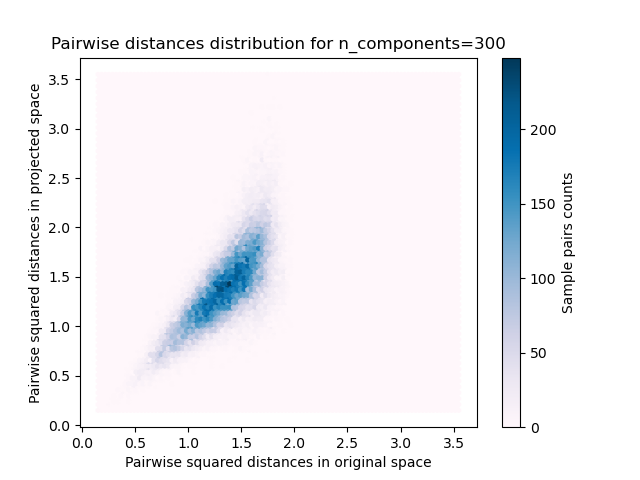 Pairwise distances distribution for n_components=300
Pairwise squared distances in projected space
3.5
3.0
2.5
2.0
1.5
1.0
0.5
0.0
0.0 0.5 1.0 1.5 2.0 2.5 3.0 3.5
Pairwise squared distances in original space
200
150
100
50
0
Sample pairs counts